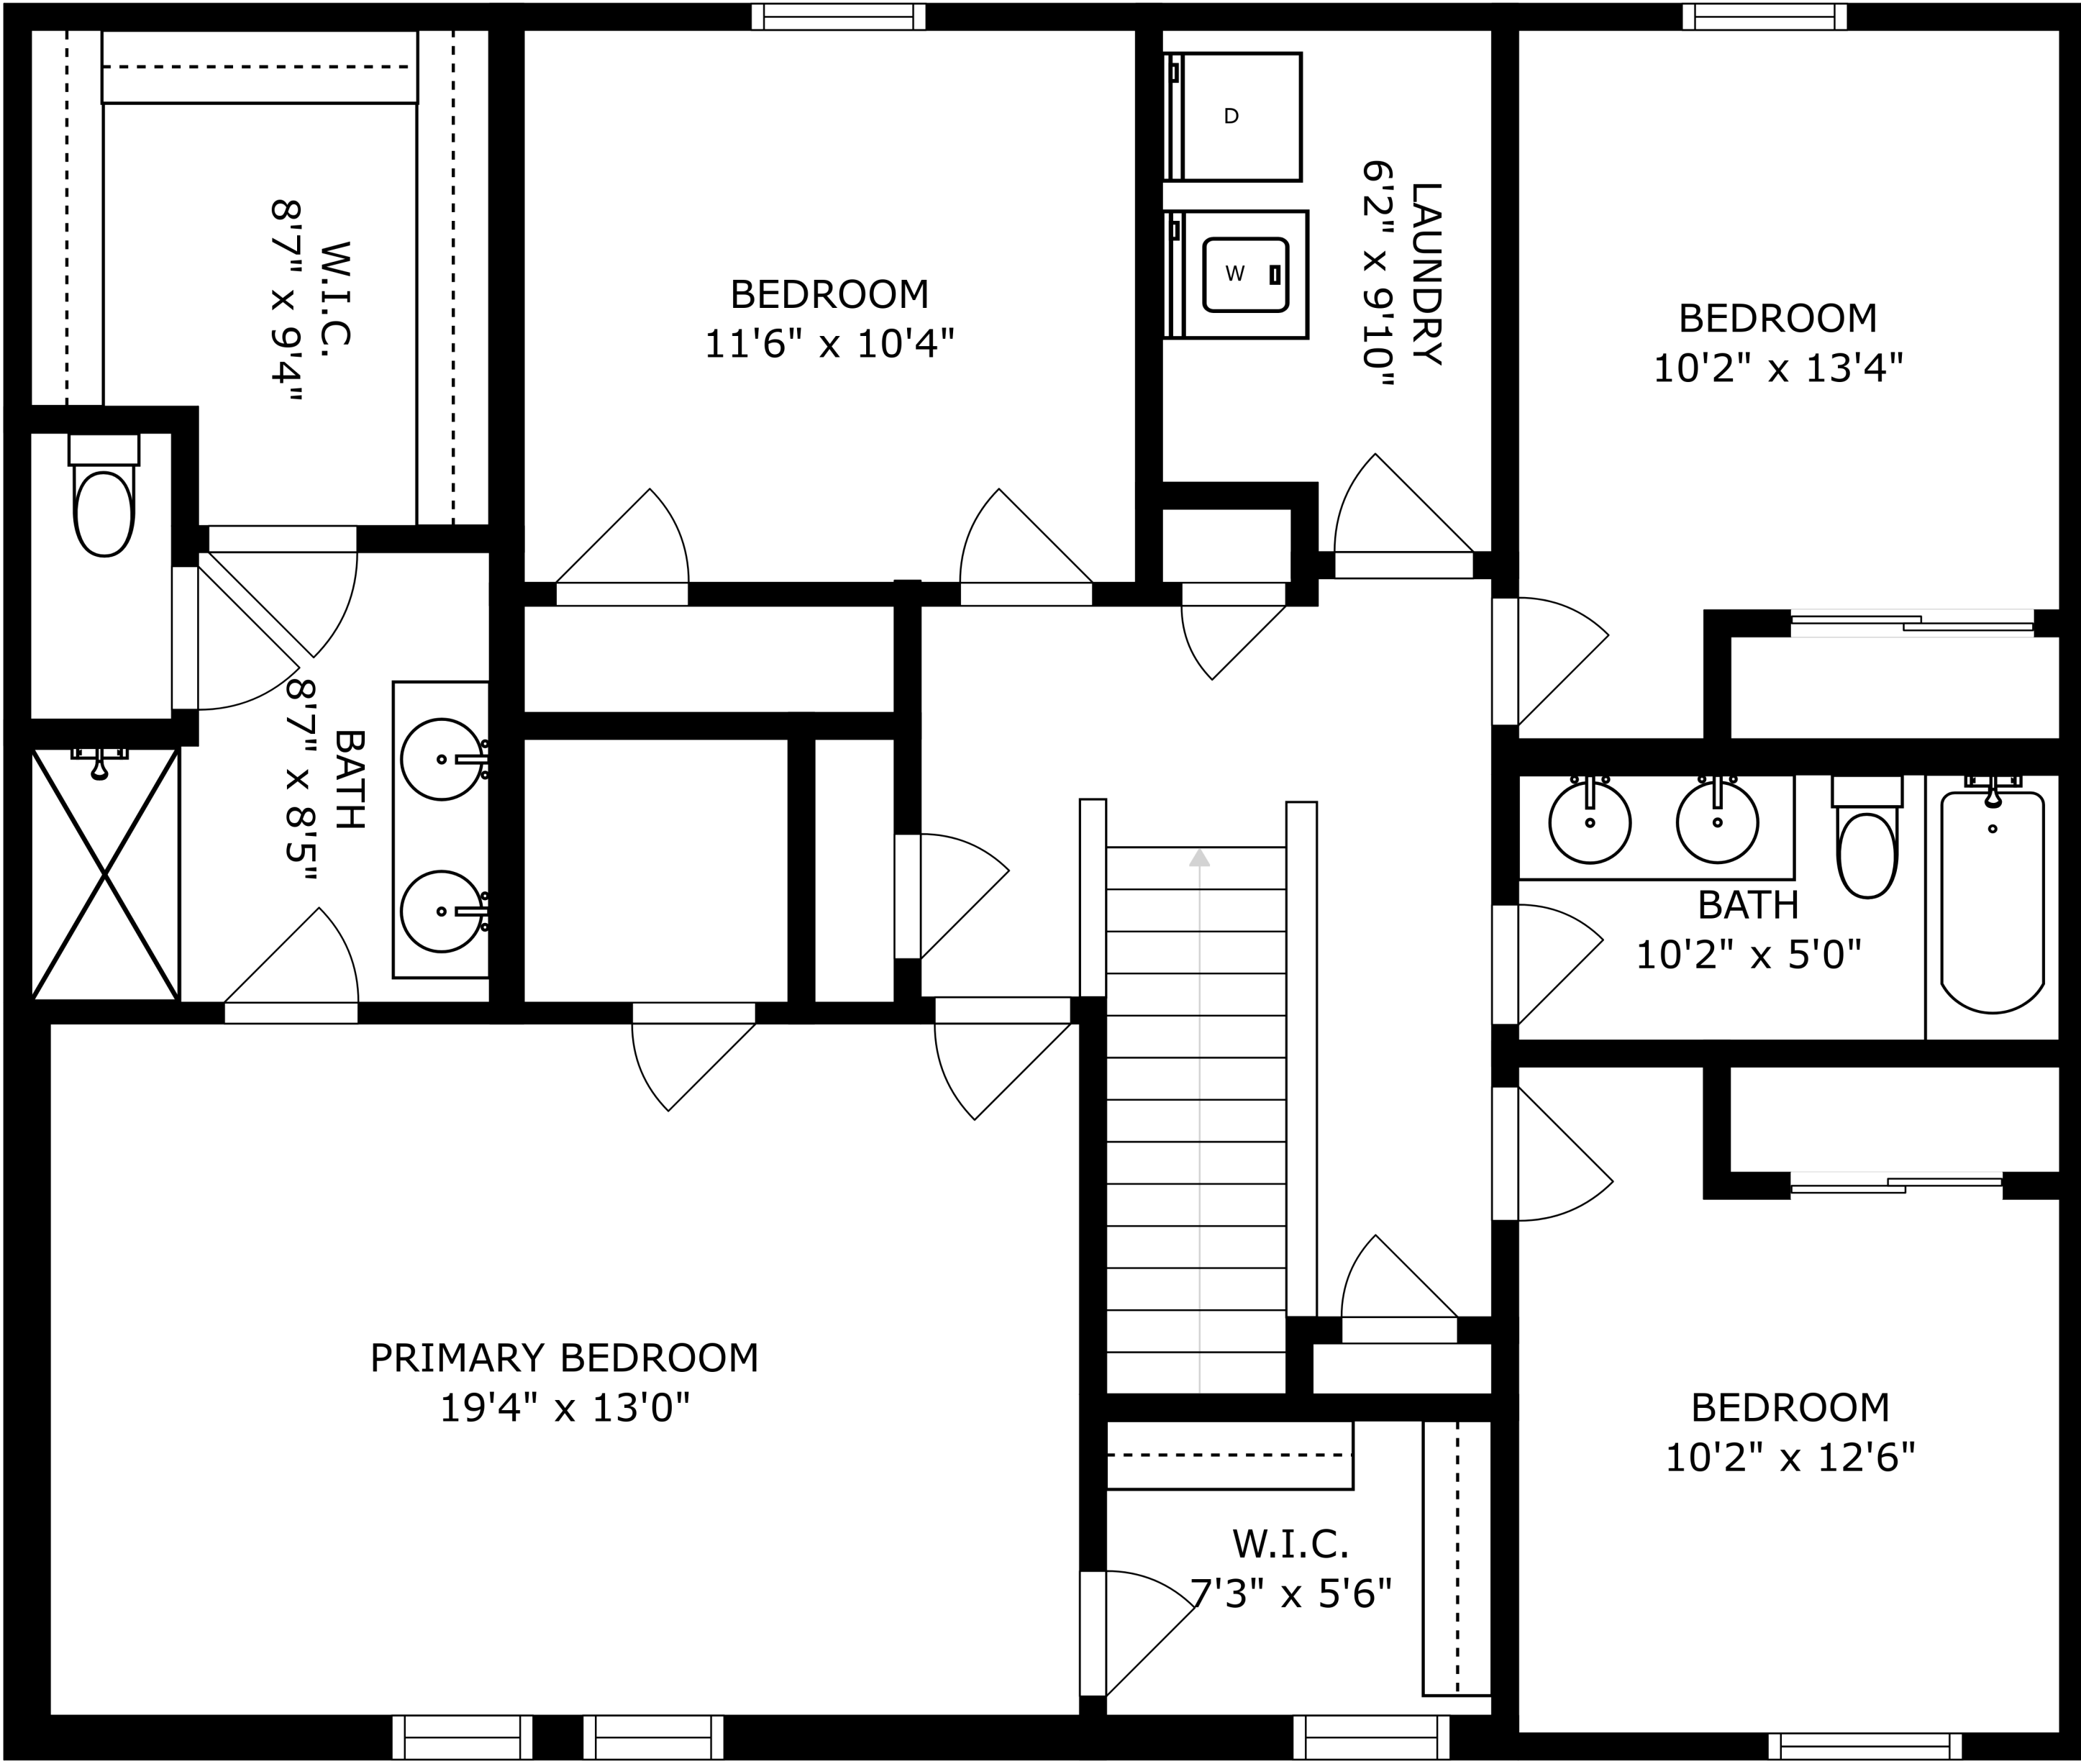 W.I.C.
8'7" x 9'4"
BEDROOM
11'6" x 10'4"
D
W
LAUNDRY
6'2" x 9'10"
BEDROOM
10'2" x 13'4"
BATH
8'7" x 8'5"
BATH
10'2" x 5'0"
PRIMARY BEDROOM
19'4" x 13'0"
W.I.C.
7'3" x 5'6"
BEDROOM
10'2" x 12'6"